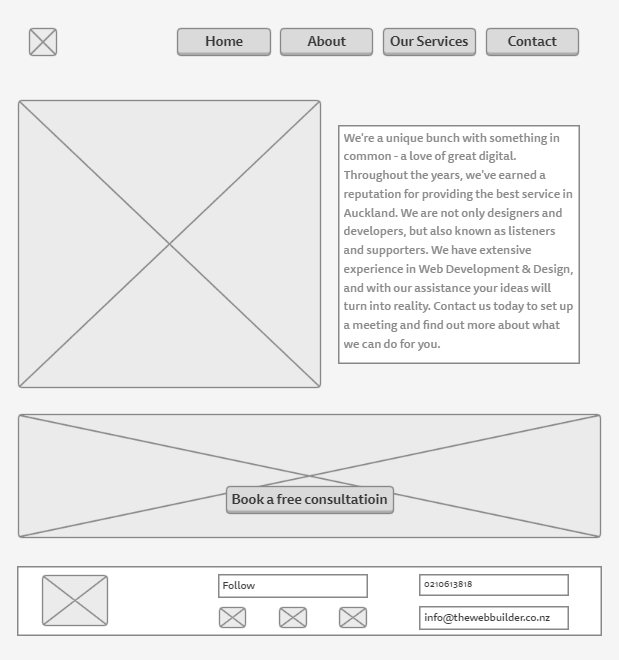 Home
About
Our Services
Contact
We're a unique bunch with something in
common - a love of great digital.
Throughout the years, we've earned a
reputation for providing the best service in
Auckland. We are not only designers and
developers, but also known as listeners
and supporters. We have extensive
experience in Web Development & Design,
and with our assistance your ideas will
turn into reality. Contact us today to set up
a meeting and find out more about what
we can do for you.
Book a free consultatioin
Follow
0210613818
info@thewebbuilder.co.nz